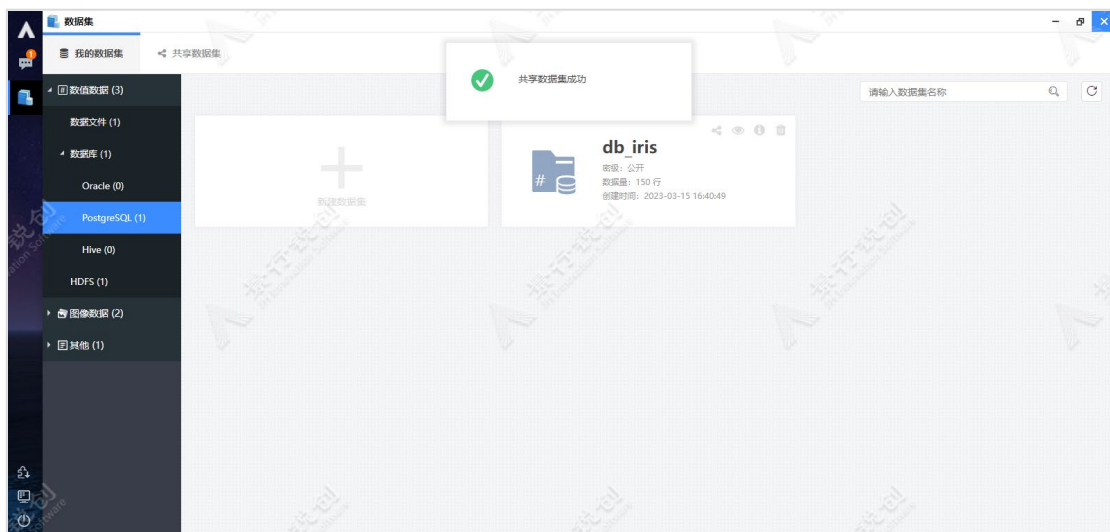 数据集
我的数据集
共享数据集
1
共享数据集成功
数值数据 (3)
请输入数据集名称
数据文件 (1)
数据库 (1)
Oracle (0)
PostgreSQL (1)
Hive (0)
HDFS (1)
图像数据 (2)
其他 (1)
新建数据集
#
db_iris
密级：公开
数据量：150 行
创建时间：2023-03-15 16:40:49